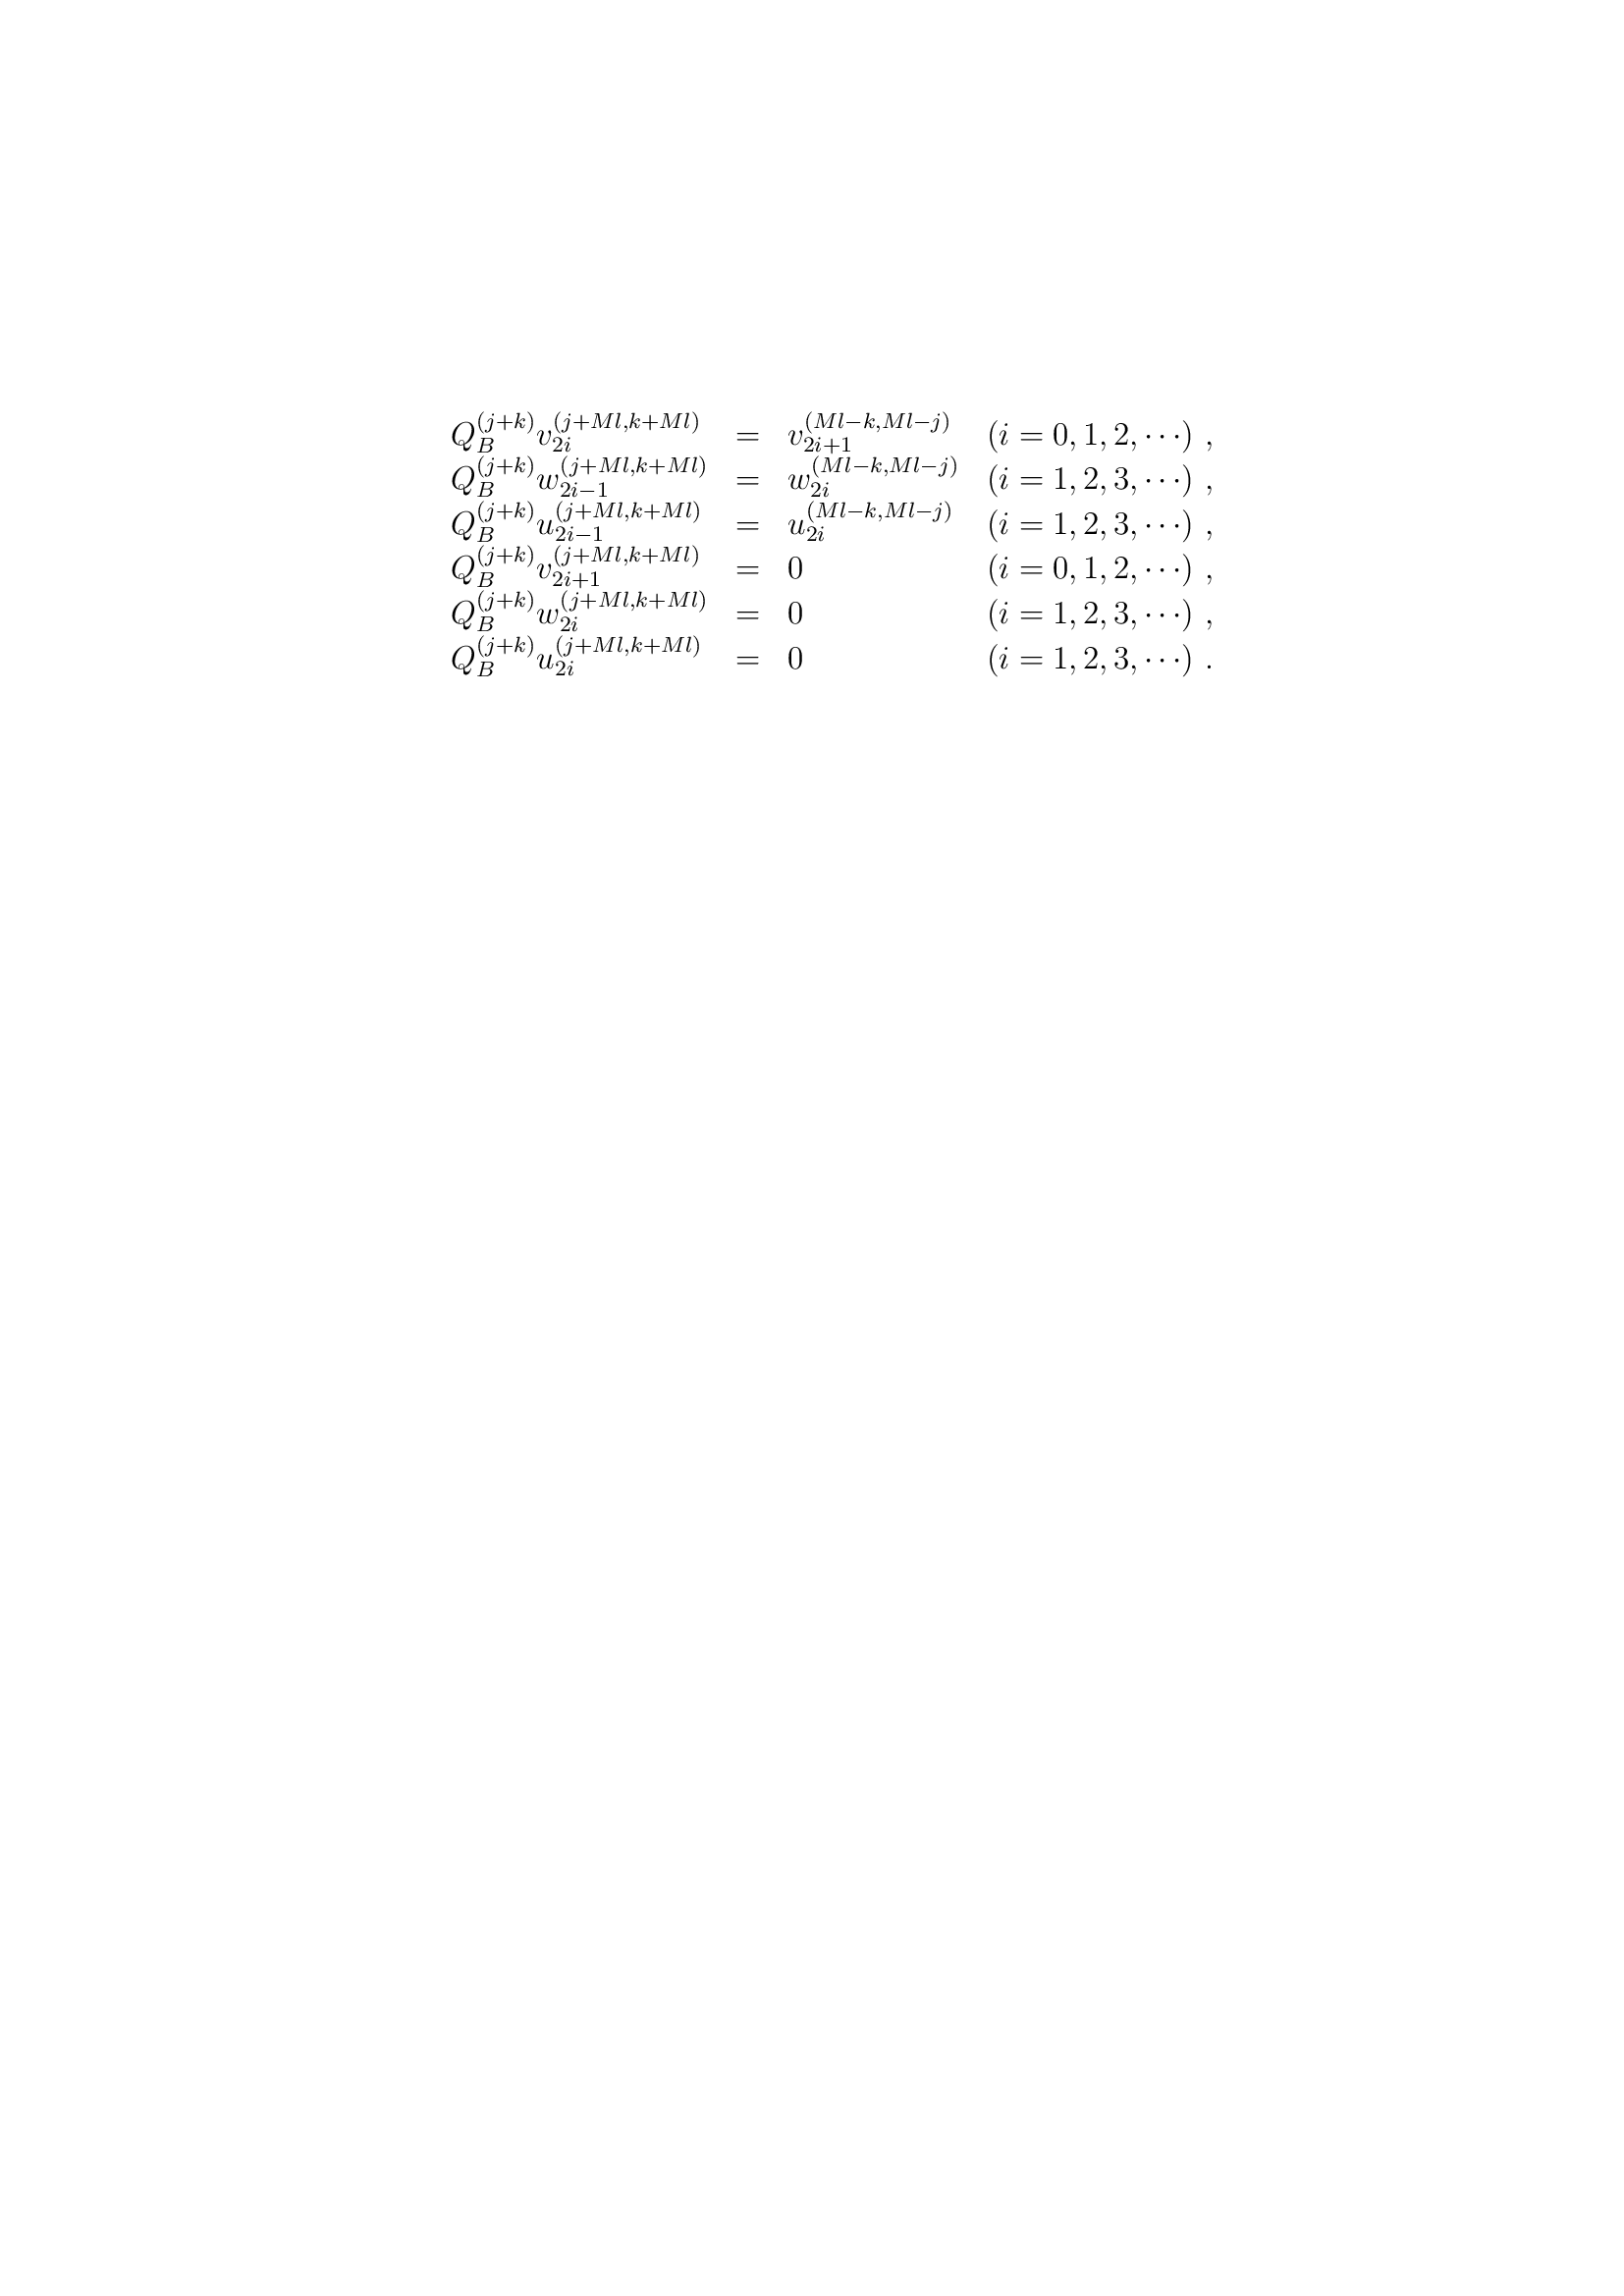 $Q_B^{(j+k)} v_{2i}^{(j+Ml,k+Ml)} = v_{2i+1}^{(Ml-k,Ml-j)} \quad (i = 0, 1, 2, \cdots) \ ,$
$Q_B^{(j+k)} w_{2i-1}^{(j+Ml,k+Ml)} = w_{2i}^{(Ml-k,Ml-j)} \quad (i = 1, 2, 3, \cdots) \ ,$
$Q_B^{(j+k)} u_{2i-1}^{(j+Ml,k+Ml)} = u_{2i}^{(Ml-k,Ml-j)} \quad (i = 1, 2, 3, \cdots) \ ,$
$Q_B^{(j+k)} v_{2i+1}^{(j+Ml,k+Ml)} = 0 \quad (i = 0, 1, 2, \cdots) \ ,$
$Q_B^{(j+k)} w_{2i}^{(j+Ml,k+Ml)} = 0 \quad (i = 1, 2, 3, \cdots) \ ,$
$Q_B^{(j+k)} u_{2i}^{(j+Ml,k+Ml)} = 0 \quad (i = 1, 2, 3, \cdots) \ .$